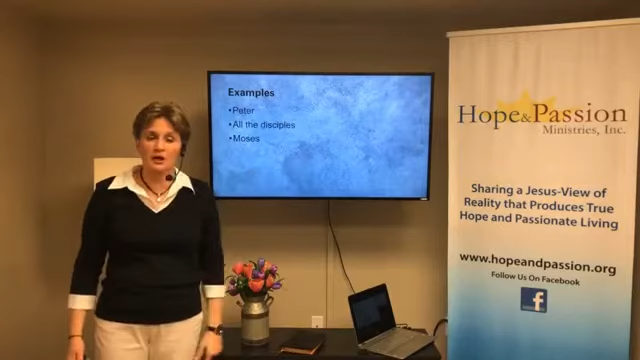 Examples
•Peter
•All the disciples
•Moses
Hope&Passion
Ministries, Inc.
Sharing a Jesus-View of
Reality that Produces True
Hope and Passionate Living
www.hopeandpassion.org
Follow Us On Facebook
f